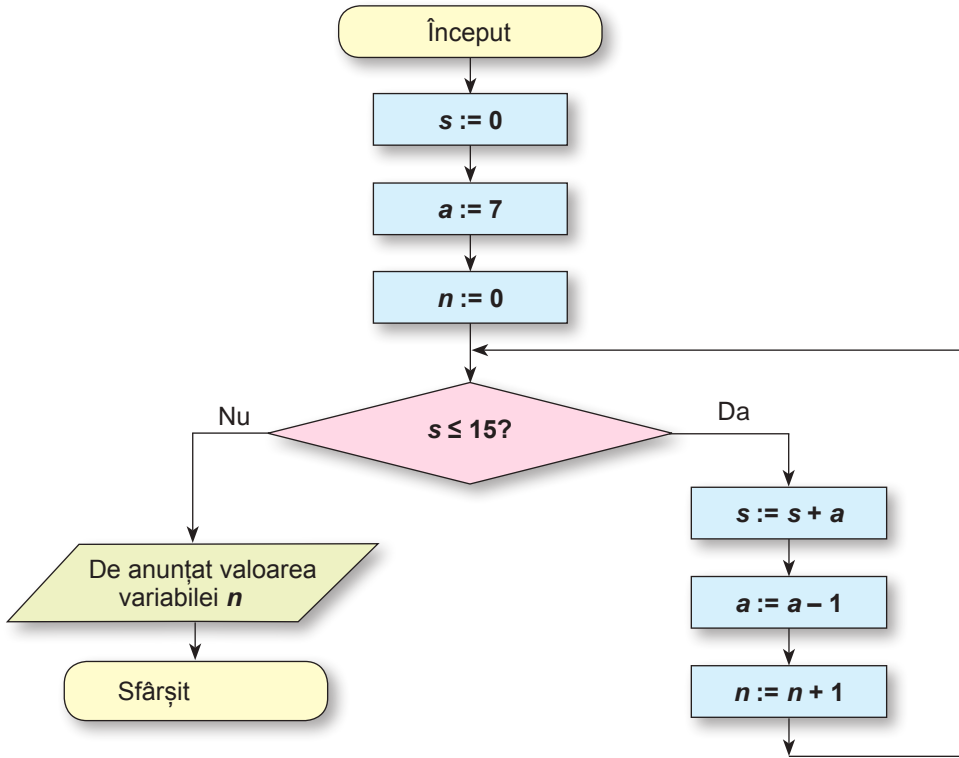 Început
s := 0
a := 7
n := 0
s ≤ 15?
Nu
Da
s := s + a
a := a – 1
n := n + 1
De anunțat valoarea
variabilei n
Sfârșit